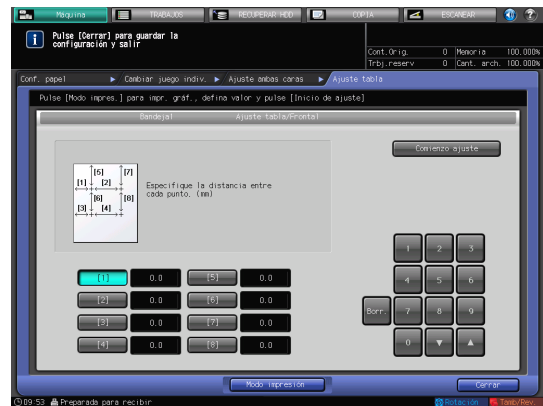 Máquina TRABAJOS RECUPERAR HDD COPIA ESCANEAR
Pulse [Cerrar] para guardar la
configuración y salir
Cont.Orig. 0 Memoria 100.000%
Trbj.reserv 0 Cant. arch. 100.000%
Conf. papel Cambiar juego indiv. Ajuste ambas caras Ajuste tabla
Pulse [Modo impres.] para impr. gráf., defina valor y pulse [Inicio de ajuste]
Bandeja1 Ajuste tabla/Frontal
Comienzo ajuste
[5] [7]
[1] [2]
[6] [8]
[3] [4]
Especifique la distancia entre
cada punto. (mm)
1 2 3
[1] 0.0 [5] 0.0
4 5 6
[2] 0.0 [6] 0.0
[3] 0.0 [7] 0.0
Borr. 7 8 9
[4] 0.0 [8] 0.0
0 ▼ ▲
Modo impresión Cerrar
09:53 Preparada para recibir Rotación Tamb/Rev.